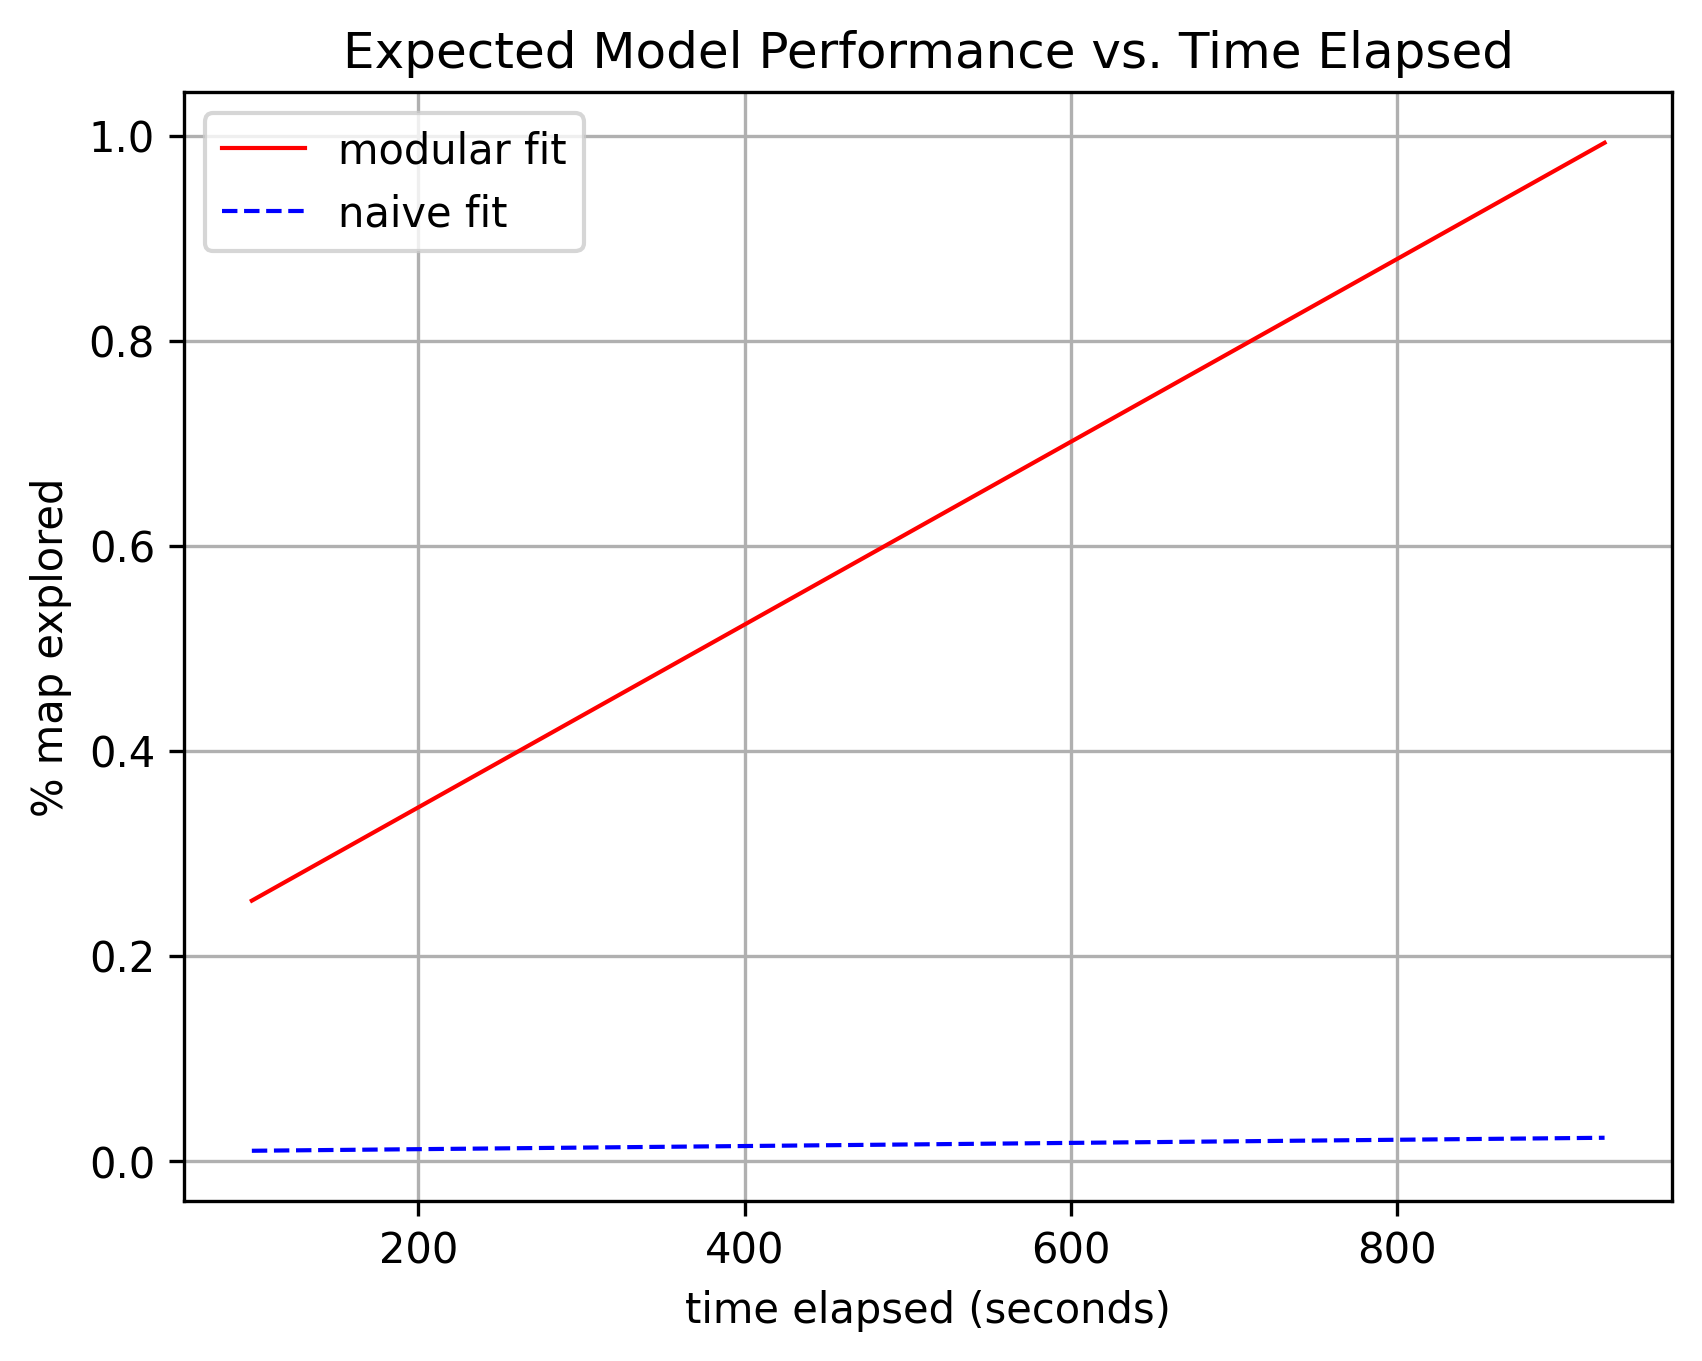 Expected Model Performance vs. Time Elapsed
modular fit
naive fit
% map explored
1.0
0.8
0.6
0.4
0.2
0.0
200 400 600 800
time elapsed (seconds)